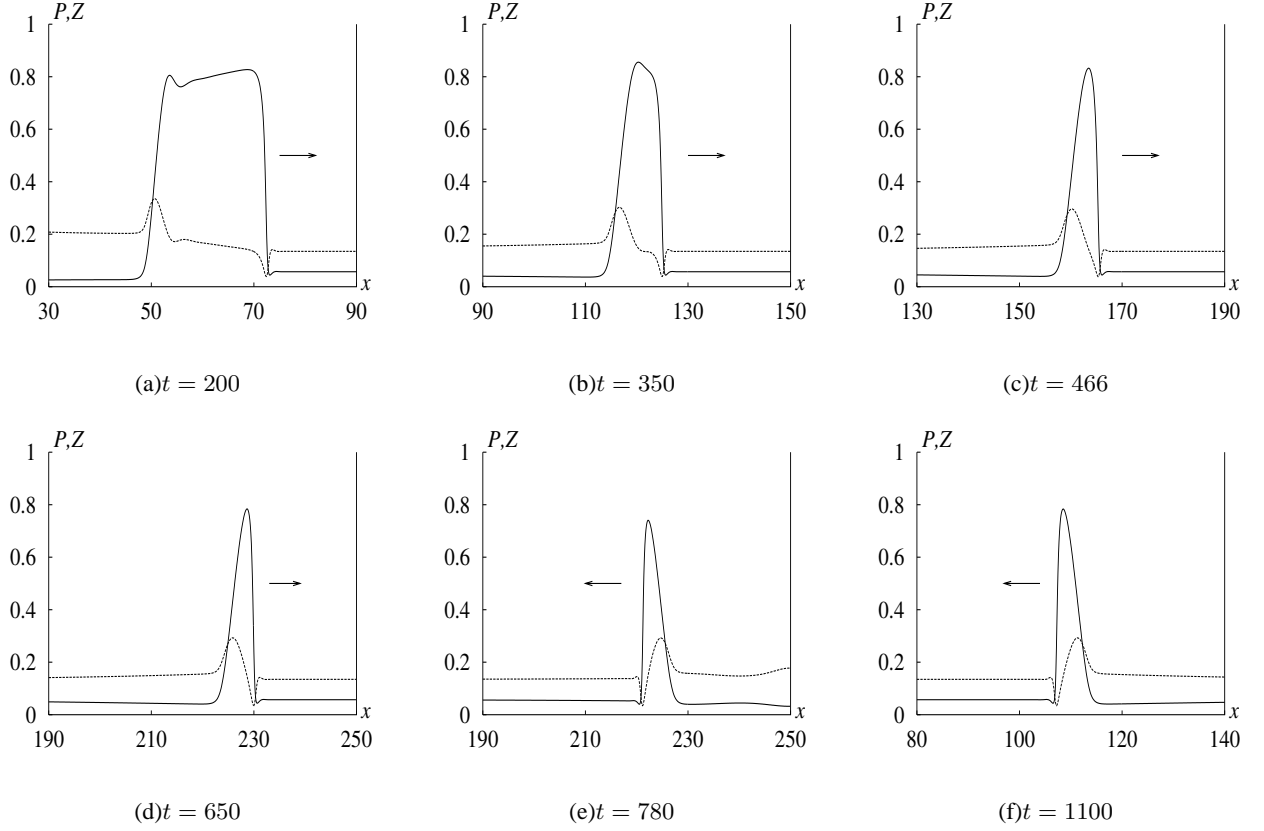 P,Z P,Z P,Z
1 1 1
0.8 0.8 0.8
0.6 0.6 0.6
0.4 0.4 0.4
0.2 0.2 0.2
0 x 0 x 0 x
30 50 70 90 90 110 130 150 130 150 170 190
(a)t = 200 (b)t = 350 (c)t = 466
P,Z P,Z P,Z
1 1 1
0.8 0.8 0.8
0.6 0.6 0.6
0.4 0.4 0.4
0.2 0.2 0.2
0 x 0 x 0 x
190 210 230 250 190 210 230 250 80 100 120 140
(d)t = 650 (e)t = 780 (f)t = 1100